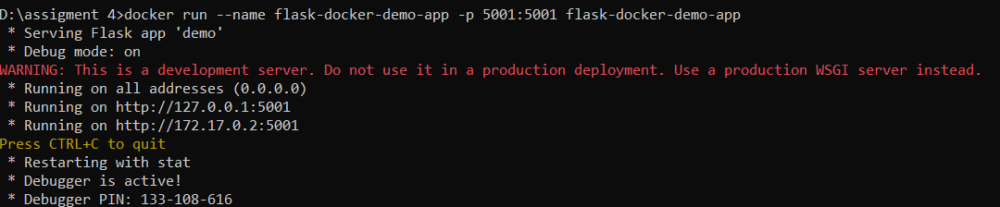 D:\assigment 4>docker run --name flask-docker-demo-app -p 5001:5001 flask-docker-demo-app
* Serving Flask app 'demo'
* Debug mode: on
WARNING: This is a development server. Do not use it in a production deployment. Use a production WSGI server instead.
* Running on all addresses (0.0.0.0)
* Running on http://127.0.0.1:5001
* Running on http://172.17.0.2:5001
Press CTRL+C to quit
* Restarting with stat
* Debugger is active!
* Debugger PIN: 133-108-616